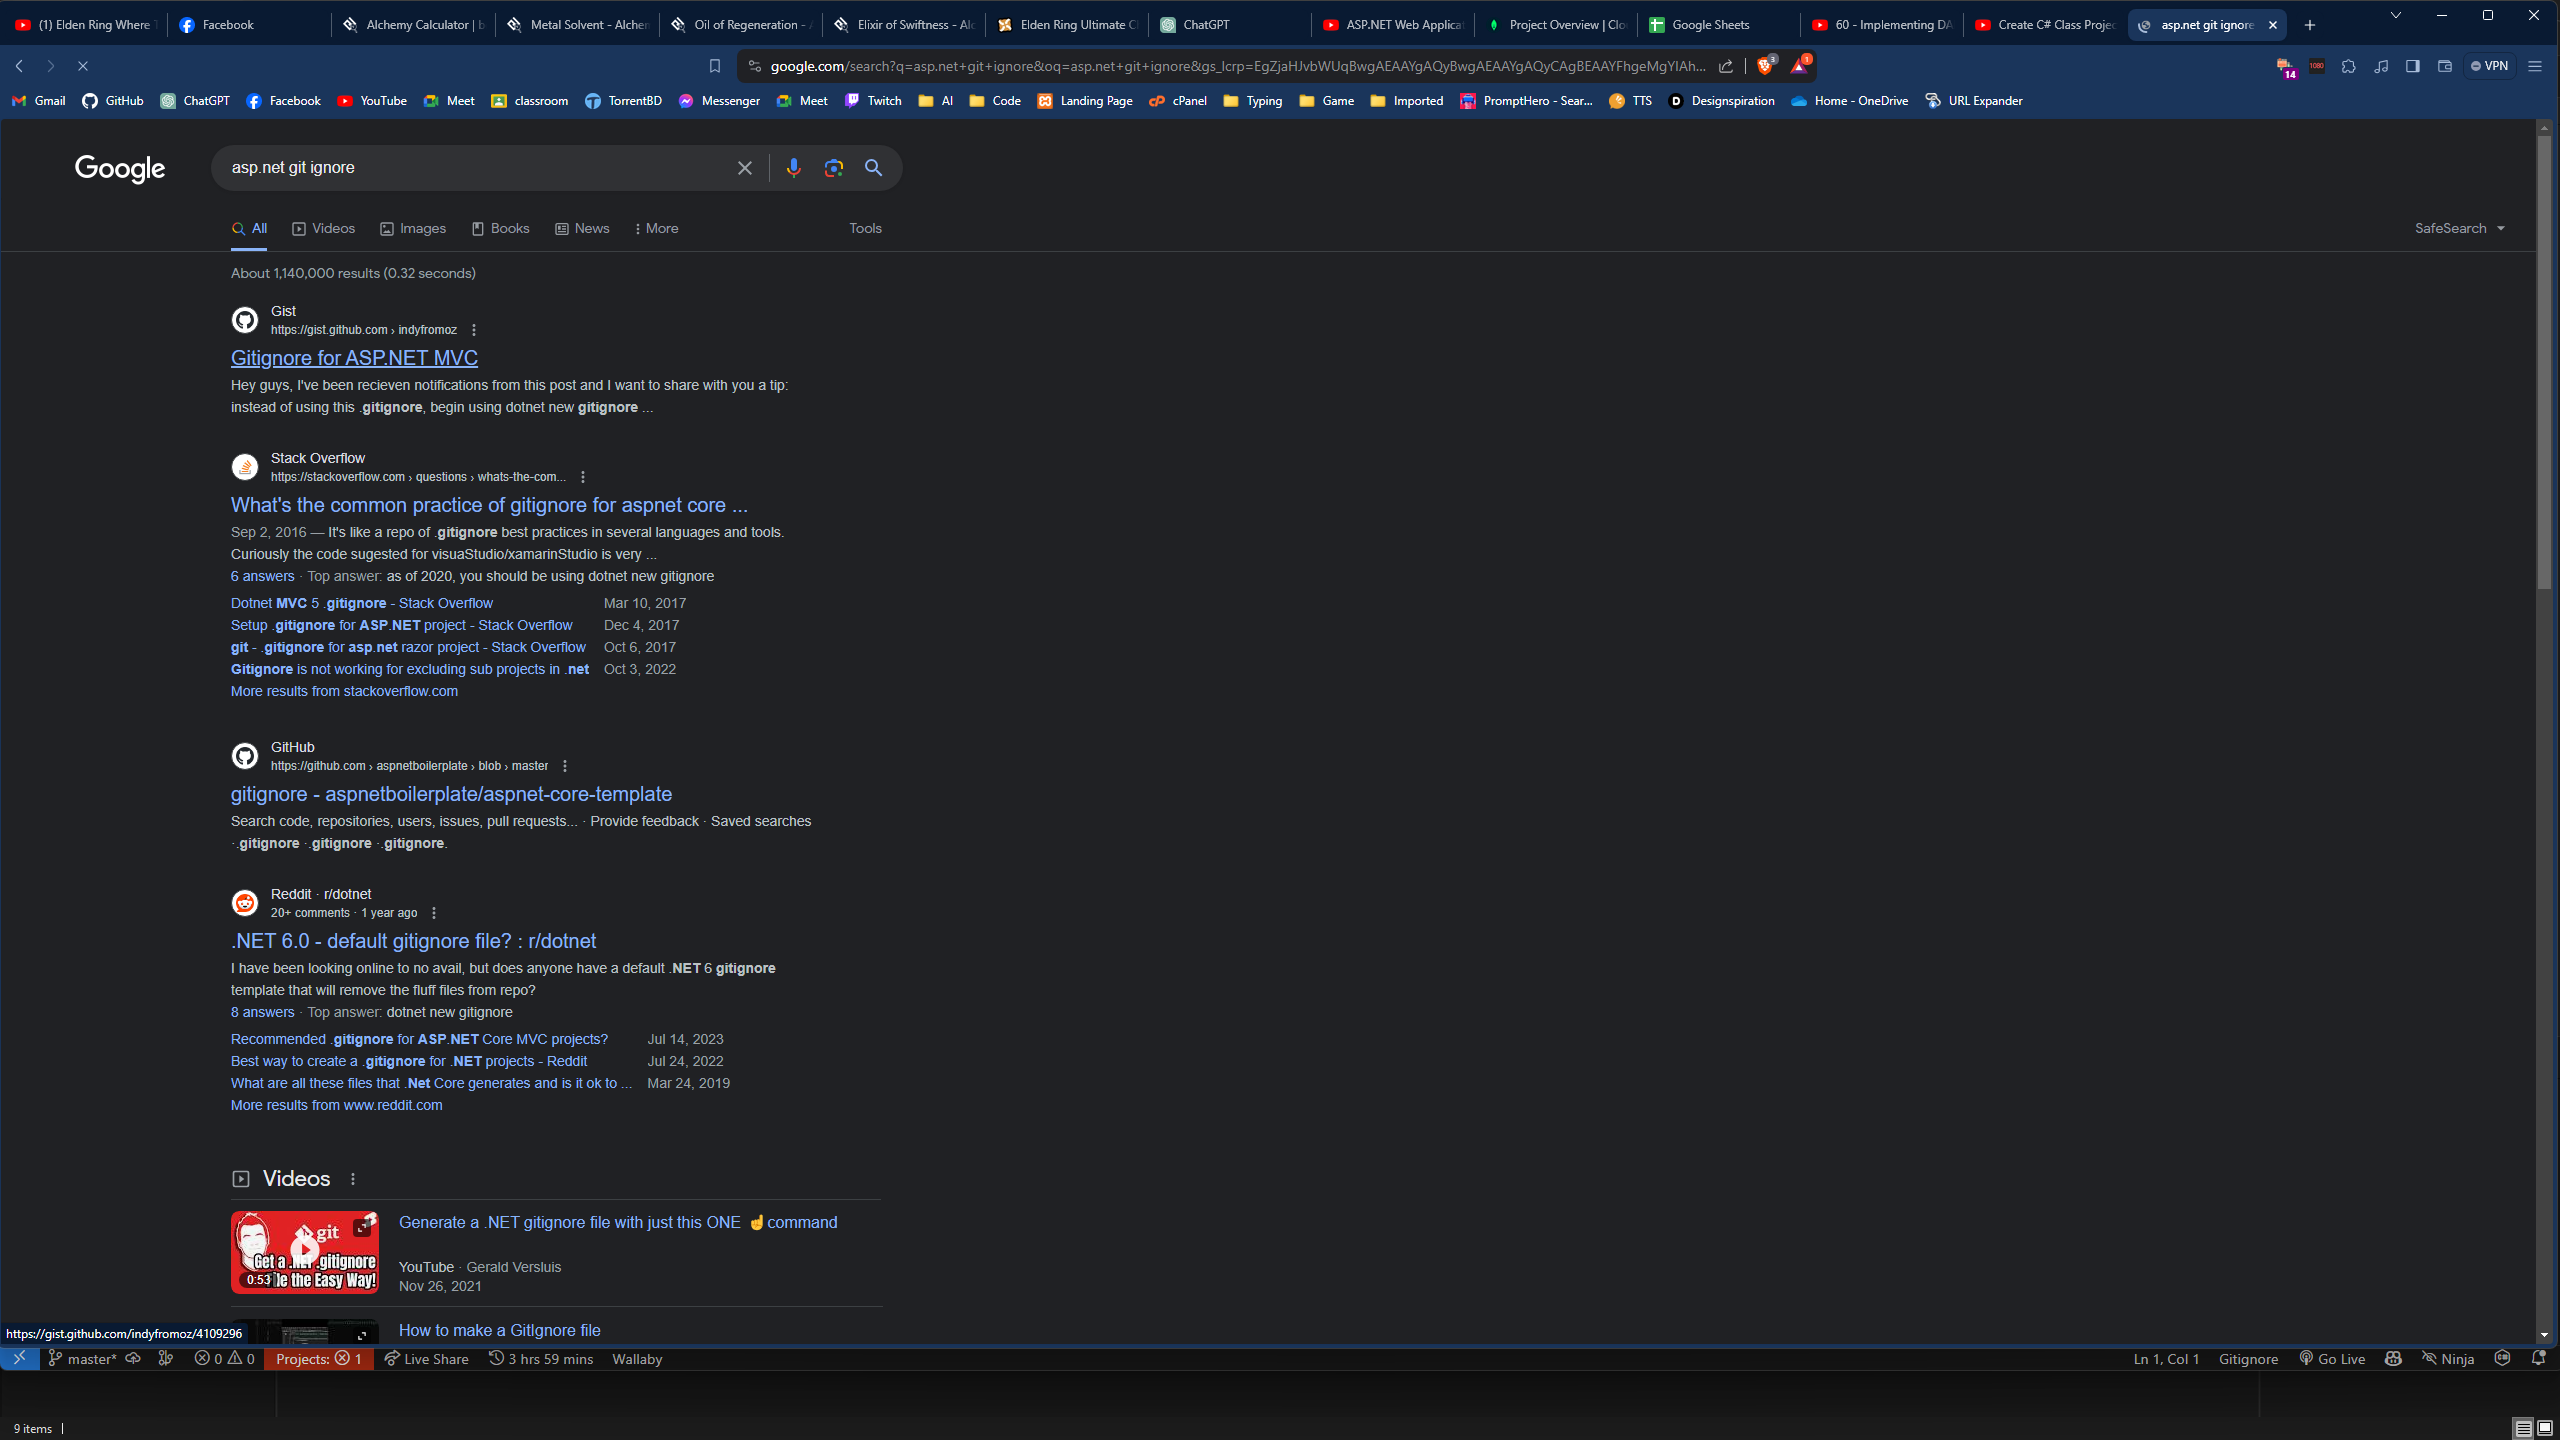 (1) Elden Ring Where T
Facebook
Alchemy Calculator | b
Metal Solvent - Alchem
Oil of Regeneration - A
Elixir of Swiftness - Alc
Elden Ring Ultimate Cl
ChatGPT
ASP.NET Web Applicat
Project Overview | Clou
Google Sheets
60 - Implementing DA
Create C# Class Projec
asp.net git ignore
google.com/search?q=asp.net+git+ignore&oq=asp.net+git+ignore&gs_lcrp=EgZjaHJvbWUqBwgAEAAYgAQyBwgAEAAYgAQyCAgBEAAYFhgeMgYIAh...
3
1
14
1080
VPN
Gmail
GitHub
ChatGPT
Facebook
YouTube
Meet
classroom
TorrentBD
Messenger
Meet
Twitch
AI
Code
Landing Page
cPanel
Typing
Game
Imported
PromptHero - Sear...
TTS
Designspiration
Home - OneDrive
URL Expander
Google
asp.net git ignore
All
Videos
Images
Books
News
More
Tools
SafeSearch
About 1,140,000 results (0.32 seconds)
Gist
https://gist.github.com › indyfromoz
Gitignore for ASP.NET MVC
Hey guys, I've been recieven notifications from this post and I want to share with you a tip:
instead of using this .gitignore, begin using dotnet new gitignore ...
Stack Overflow
https://stackoverflow.com › questions › whats-the-com...
What's the common practice of gitignore for aspnet core ...
Sep 2, 2016 — It's like a repo of .gitignore best practices in several languages and tools.
Curiously the code sugested for visuaStudio/xamarinStudio is very ...
6 answers · Top answer: as of 2020, you should be using dotnet new gitignore
Dotnet MVC 5 .gitignore - Stack Overflow Mar 10, 2017
Setup .gitignore for ASP.NET project - Stack Overflow Dec 4, 2017
git - .gitignore for asp.net razor project - Stack Overflow Oct 6, 2017
Gitignore is not working for excluding sub projects in .net Oct 3, 2022
More results from stackoverflow.com
GitHub
https://github.com › aspnetboilerplate › blob › master
gitignore - aspnetboilerplate/aspnet-core-template
Search code, repositories, users, issues, pull requests... · Provide feedback · Saved searches
· .gitignore · .gitignore · .gitignore.
Reddit · r/dotnet
20+ comments · 1 year ago
.NET 6.0 - default gitignore file? : r/dotnet
I have been looking online to no avail, but does anyone have a default .NET 6 gitignore
template that will remove the fluff files from repo?
8 answers · Top answer: dotnet new gitignore
Recommended .gitignore for ASP.NET Core MVC projects? Jul 14, 2023
Best way to create a .gitignore for .NET projects - Reddit Jul 24, 2022
What are all these files that .Net Core generates and is it ok to ... Mar 24, 2019
More results from www.reddit.com
Videos
git
Get a .NET .gitignore
file the Easy Way!
0:53
Generate a .NET gitignore file with just this ONE ☝command
YouTube · Gerald Versluis
Nov 26, 2021
How to make a GitIgnore file
https://gist.github.com/indyfromoz/4109296
master*
0
0
Projects:
1
Live Share
3 hrs 59 mins
Wallaby
Ln 1, Col 1
Gitignore
Go Live
Ninja
9 items